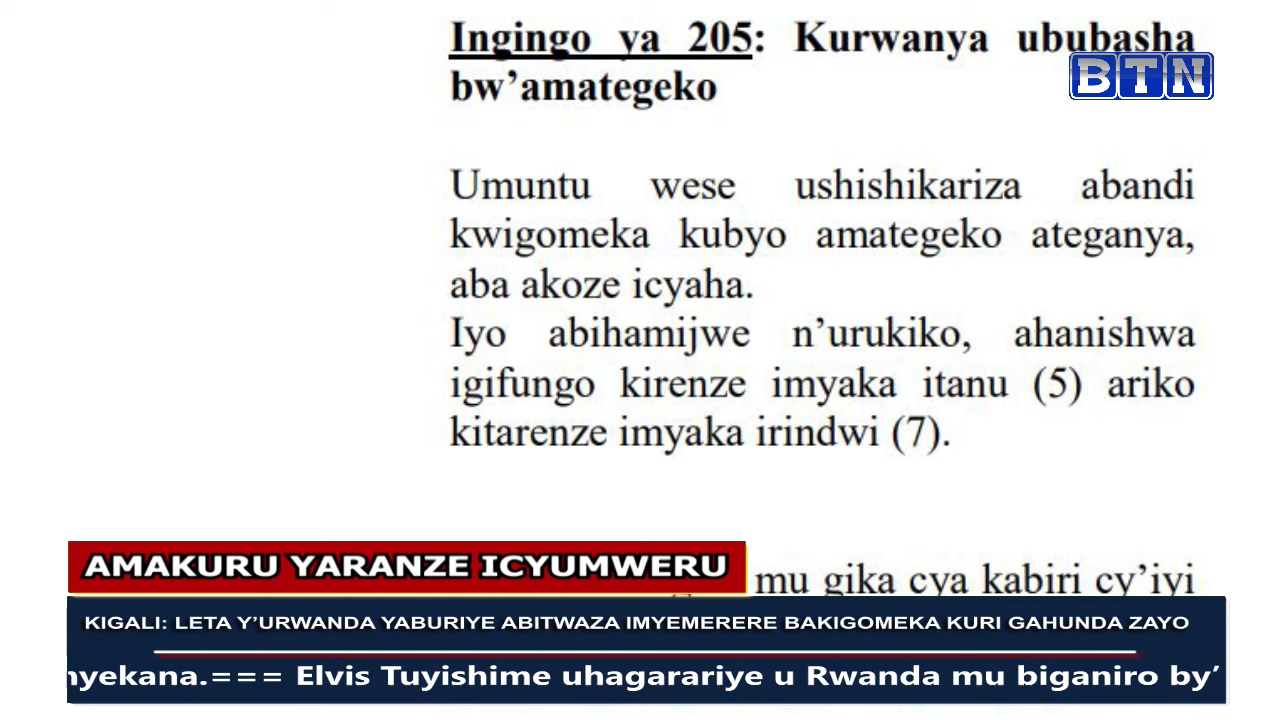 Ingingo ya 205: Kurwanya ububasha
bw’amategeko
BTN
Umuntu wese ushishikariza abandi
kwigomeka kubyo amategeko ateganya,
aba akoze icyaha.
Iyo abihamijwe n’urukiko, ahanishwa
igifungo kirenze imyaka itanu (5) ariko
kitarenze imyaka irindwi (7).
mu gika cya kabiri cy’iyi
AMAKURU YARANZE ICYUMWERU
KIGALI: LETA Y’URWANDA YABURIYE ABITWAZA IMYEMERERE BAKIGOMEKA KURI GAHUNDA ZAYO
nyekana.=== Elvis Tuyishime uhagarariye u Rwanda mu biganiro by’